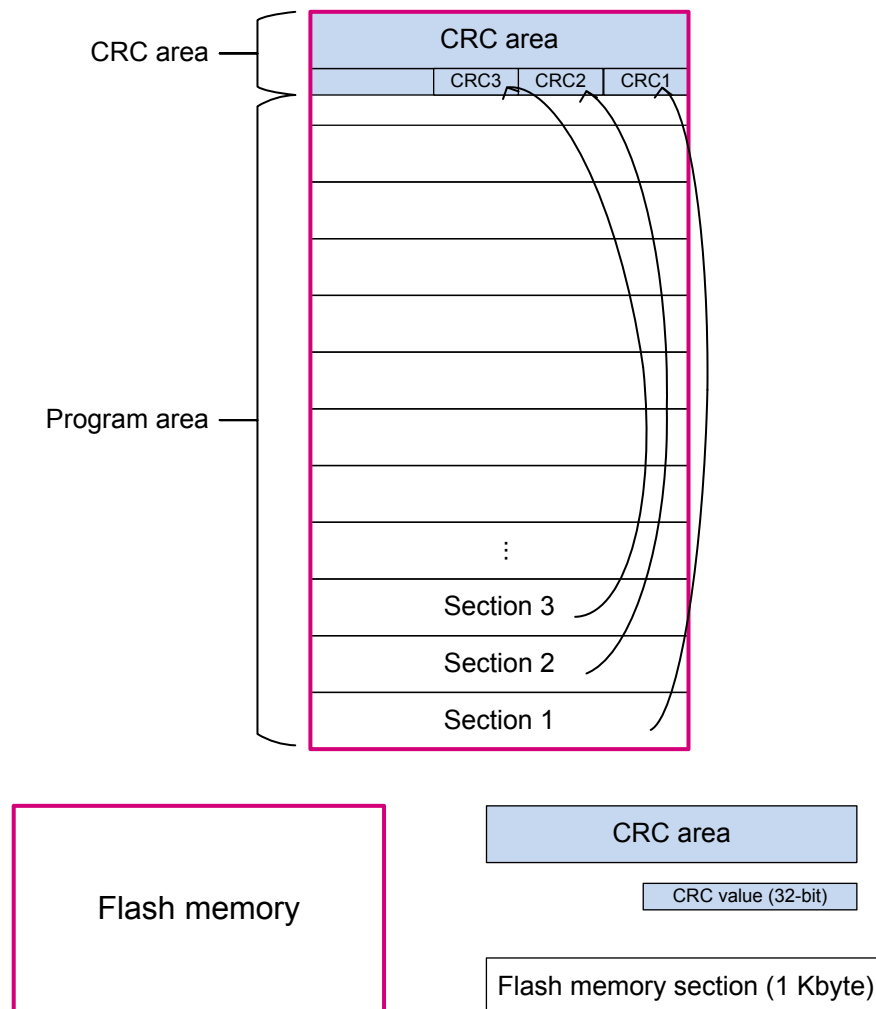 CRC area
CRC area
CRC3 CRC2 CRC1
Program area
⋮
Section 3
Section 2
Section 1
Flash memory
CRC area
CRC value (32-bit)
Flash memory section (1 Kbyte)